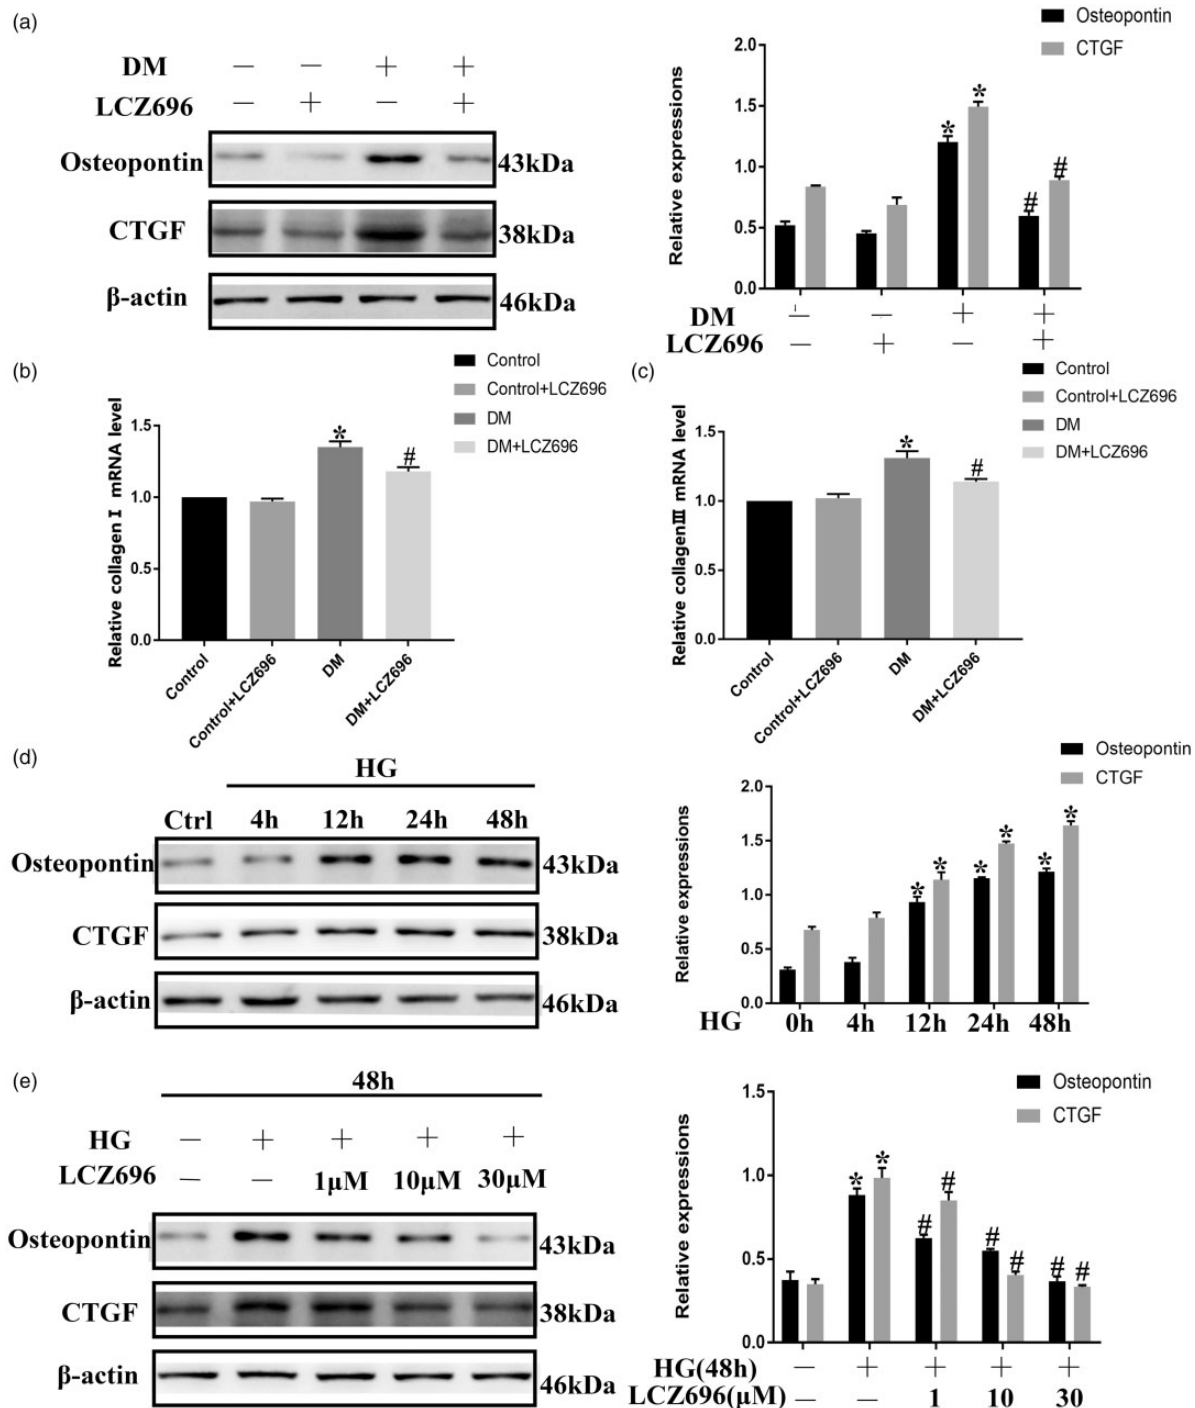 (a)
DM — — + +
LCZ696 — + — +
Osteopontin 43kDa
CTGF 38kDa
β-actin 46kDa
Osteopontin
CTGF
Relative expressions
2.0
1.5
1.0
0.5
0.0
* * # #
DM — — + +
LCZ696 — + — +
(b)
Control
Control+LCZ696
DM
DM+LCZ696
Relative collagen I mRNA level
1.5
1.0
0.5
0.0
* #
Control
Control+LCZ696
DM
DM+LCZ696
(c)
Control
Control+LCZ696
DM
DM+LCZ696
Relative collagenIII mRNA level
1.5
1.0
0.5
0.0
* #
Control
Control+LCZ696
DM
DM+LCZ696
(d)
HG
Ctrl 4h 12h 24h 48h
Osteopontin 43kDa
CTGF 38kDa
β-actin 46kDa
Osteopontin
CTGF
Relative expressions
2.0
1.5
1.0
0.5
0.0
* * * * * *
HG 0h 4h 12h 24h 48h
(e)
48h
HG — + + + +
LCZ696 — — 1μM 10μM 30μM
Osteopontin 43kDa
CTGF 38kDa
β-actin 46kDa
Osteopontin
CTGF
Relative expressions
1.5
1.0
0.5
0.0
* * # # # # # #
HG(48h) — + + + +
LCZ696(μM) — — 1 10 30